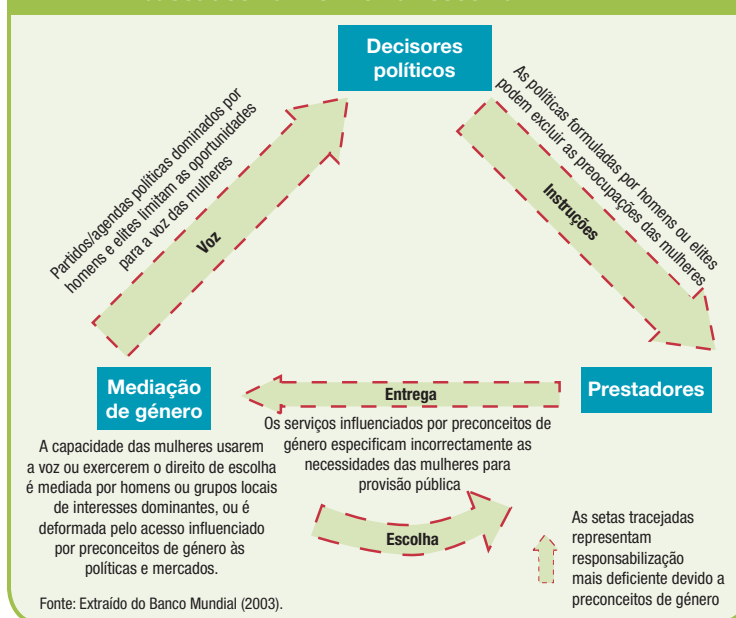 Decisores
políticos
Partidos/agendas políticos dominados por
homens e elites limitam as oportunidades
para a voz das mulheres
Voz
As políticas formuladas por homens ou elites
podem excluir as preocupações das mulheres
Instruções
Mediação
de género
Entrega
Prestadores
Os serviços influenciados por preconceitos de
género especificam incorrectamente as
necessidades das mulheres para
provisão pública
A capacidade das mulheres usarem
a voz ou exercerem o direito de escolha
é mediada por homens ou grupos locais
de interesses dominantes, ou é
deformada pelo acesso influenciado
por preconceitos de género às
políticas e mercados.
Escolha
As setas tracejadas
representam
responsabilização
mais deficiente devido a
preconceitos de género
Fonte: Extraído do Banco Mundial (2003).